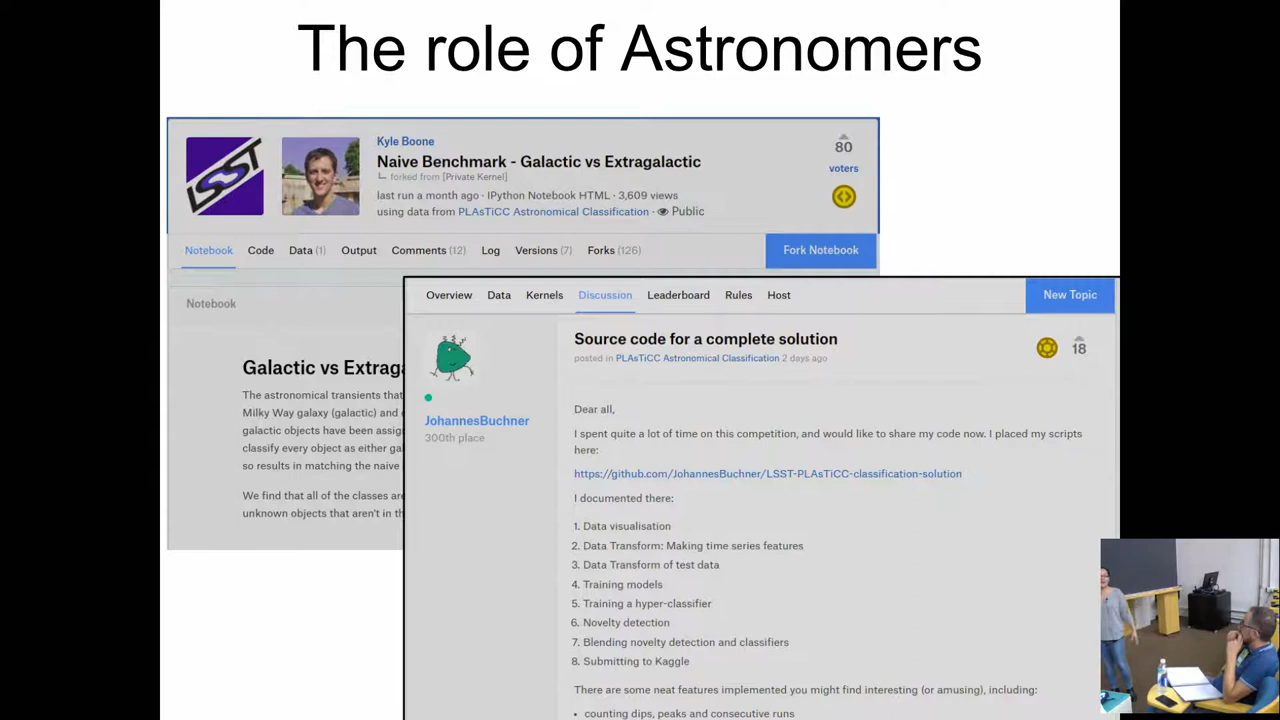 The role of Astronomers
LSST
Kyle Boone
Naive Benchmark - Galactic vs Extragalactic
forked from [Private Kernel]
last run a month ago · IPython Notebook HTML · 3,609 views
using data from PLAsTiCC Astronomical Classification · Public
80
voters
Notebook Code Data (1) Output Comments (12) Log Versions (7) Forks (126)
Fork Notebook
Notebook
Galactic vs Extraga
The astronomical transients that
Milky Way galaxy (galactic) and e
galactic objects have been assig
classify every object as either gal
so results in matching the naive
We find that all of the classes are
unknown objects that aren't in th
Overview Data Kernels Discussion Leaderboard Rules Host
New Topic
JohannesBuchner
300th place
Source code for a complete solution
posted in PLAsTiCC Astronomical Classification 2 days ago
18
Dear all,
I spent quite a lot of time on this competition, and would like to share my code now. I placed my scripts
here:
https://github.com/JohannesBuchner/LSST-PLAsTiCC-classification-solution
I documented there:
1. Data visualisation
2. Data Transform: Making time series features
3. Data Transform of test data
4. Training models
5. Training a hyper-classifier
6. Novelty detection
7. Blending novelty detection and classifiers
8. Submitting to Kaggle
There are some neat features implemented you might find interesting (or amusing), including:
• counting dips, peaks and consecutive runs